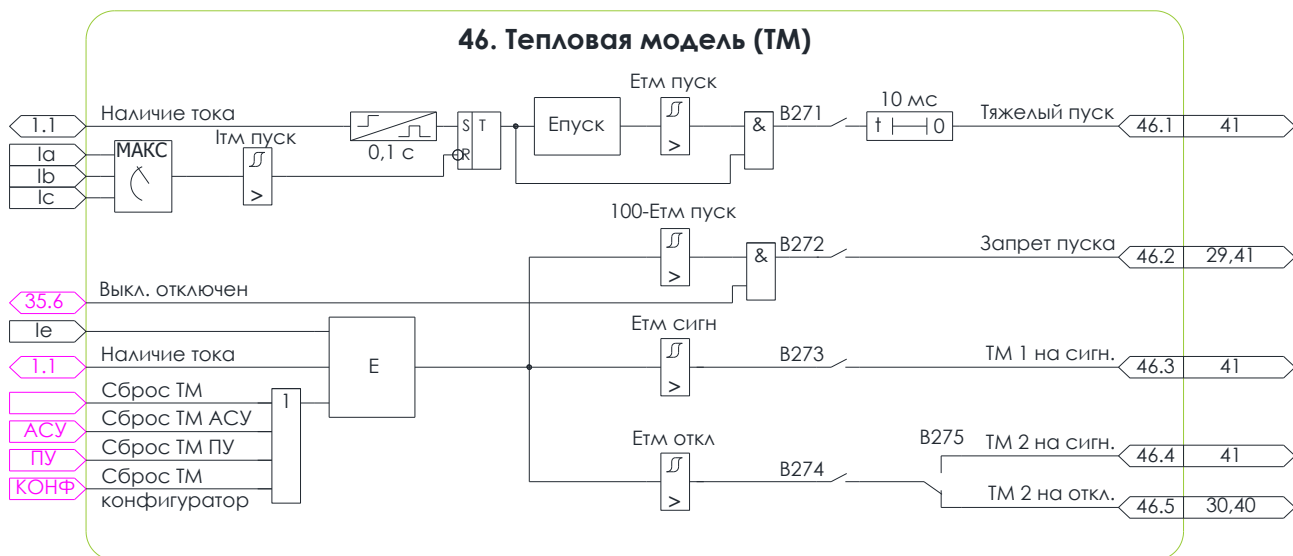 46. Тепловая модель (ТМ)
Етм пуск
1.1
Наличие тока
Iтм пуск
0,1 с
S
T
R
Епуск
>
&
B271
10 мс
t
0
Тяжелый пуск
46.1
41
Ia
Ib
Ic
МАКС
>
100-Етм пуск
>
&
B272
Запрет пуска
46.2
29,41
35.6
Выкл. отключен
Ie
1.1
Наличие тока
E
Етм сигн
>
B273
ТМ 1 на сигн.
46.3
41
Сброс ТМ
1
АСУ
Сброс ТМ АСУ
ПУ
Сброс ТМ ПУ
КОНФ
Сброс ТМ
конфигуратор
Етм откл
>
B274
B275
ТМ 2 на сигн.
46.4
41
ТМ 2 на откл.
46.5
30,40